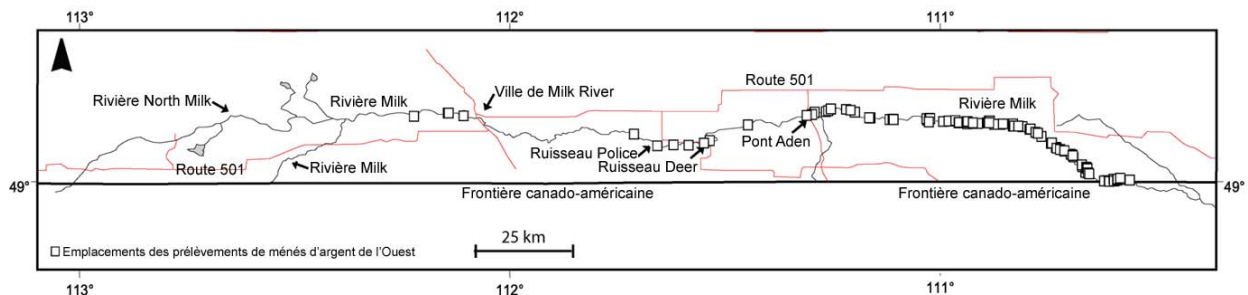 113°
112°
111°
Route 501
Rivière North Milk
Rivière Milk
Ville de Milk River
Rivière Milk
Pont Aden
Ruisseau Police
Ruisseau Deer
Route 501
Rivière Milk
49°
49°
Frontière canado-américaine
Frontière canado-américaine
Emplacements des prélèvements de ménés d'argent de l'Ouest
25 km
113°
112°
111°